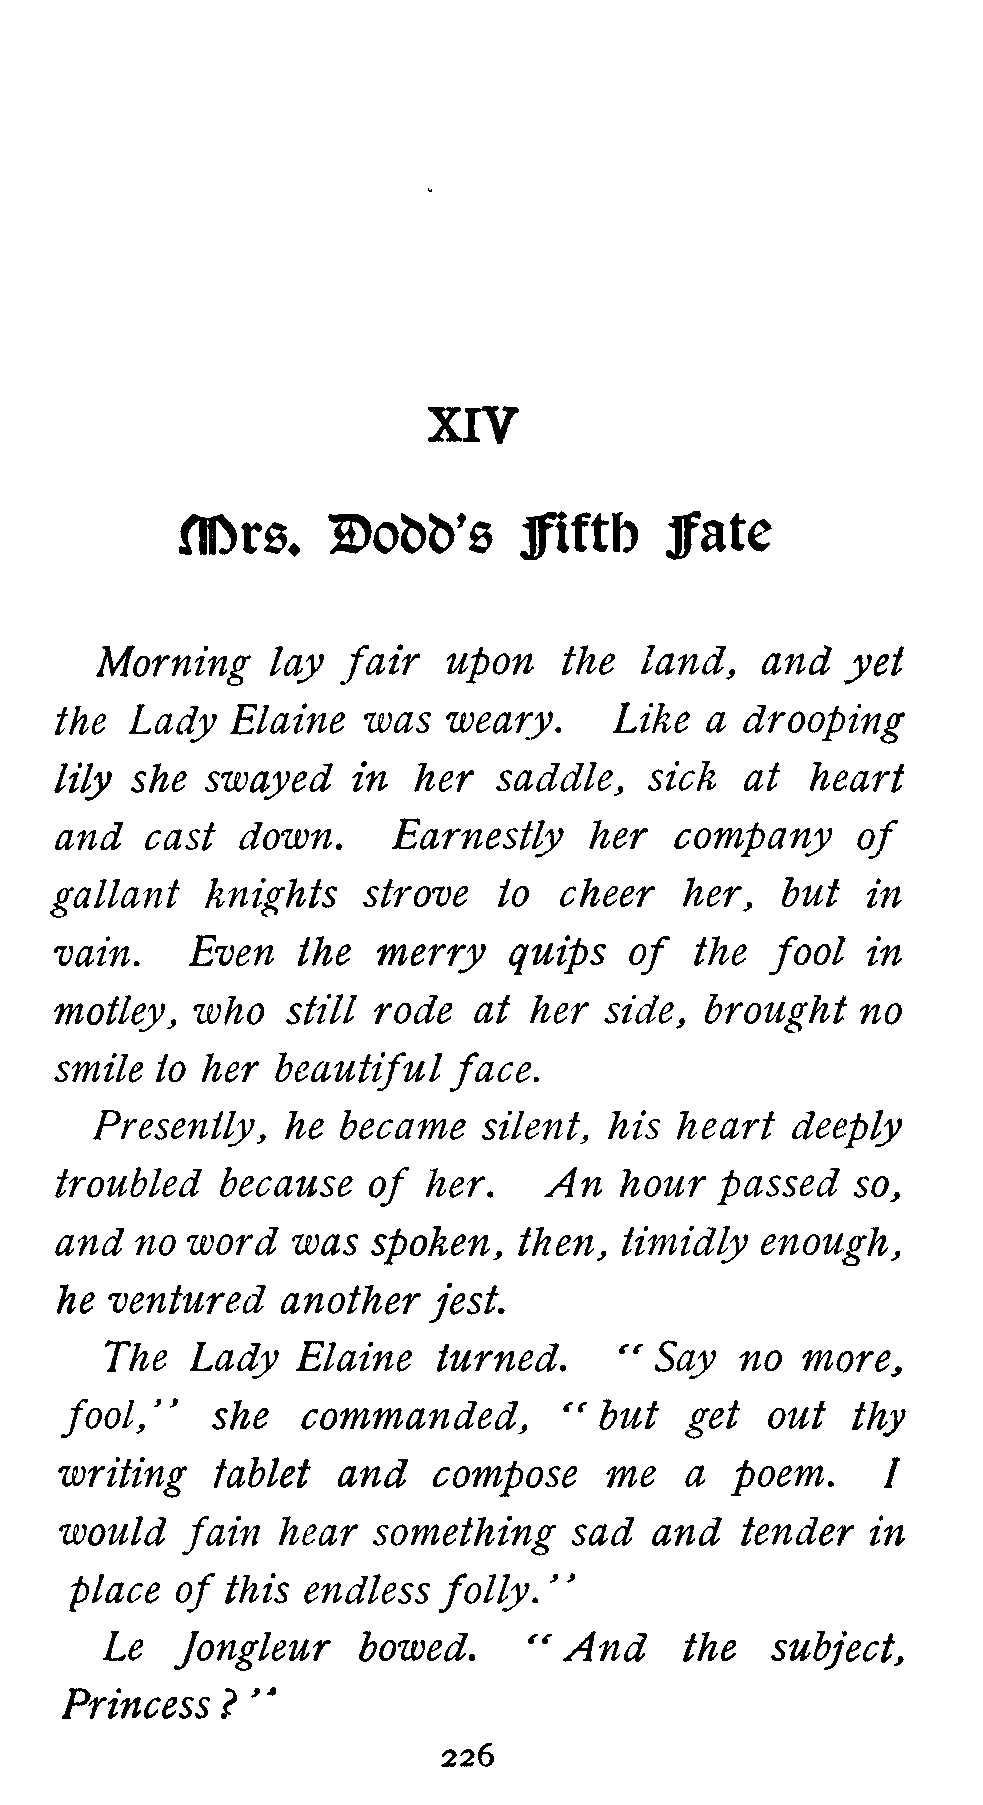 XIV
Mrs. Dodd's Fifth Fate
Morning lay fair upon the land, and yet
the Lady Elaine was weary. Like a drooping
lily she swayed in her saddle, sick at heart
and cast down. Earnestly her company of
gallant knights strove to cheer her, but in
vain. Even the merry quips of the fool in
motley, who still rode at her side, brought no
smile to her beautiful face.
Presently, he became silent, his heart deeply
troubled because of her. An hour passed so,
and no word was spoken, then, timidly enough,
he ventured another jest.
The Lady Elaine turned. "Say no more,
fool," she commanded, "but get out thy
writing tablet and compose me a poem. I
would fain hear something sad and tender in
place of this endless folly."
Le Jongleur bowed. "And the subject,
Princess?"
226